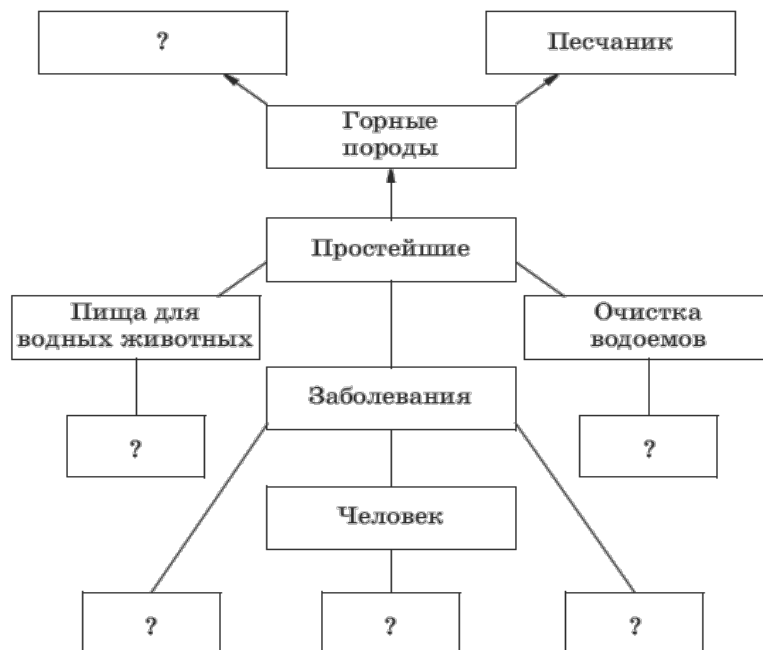 ?
Песчаник
Горные
породы
Простейшие
Пища для
водных животных
Очистка
водоемов
Заболевания
?
?
Человек
?
?
?